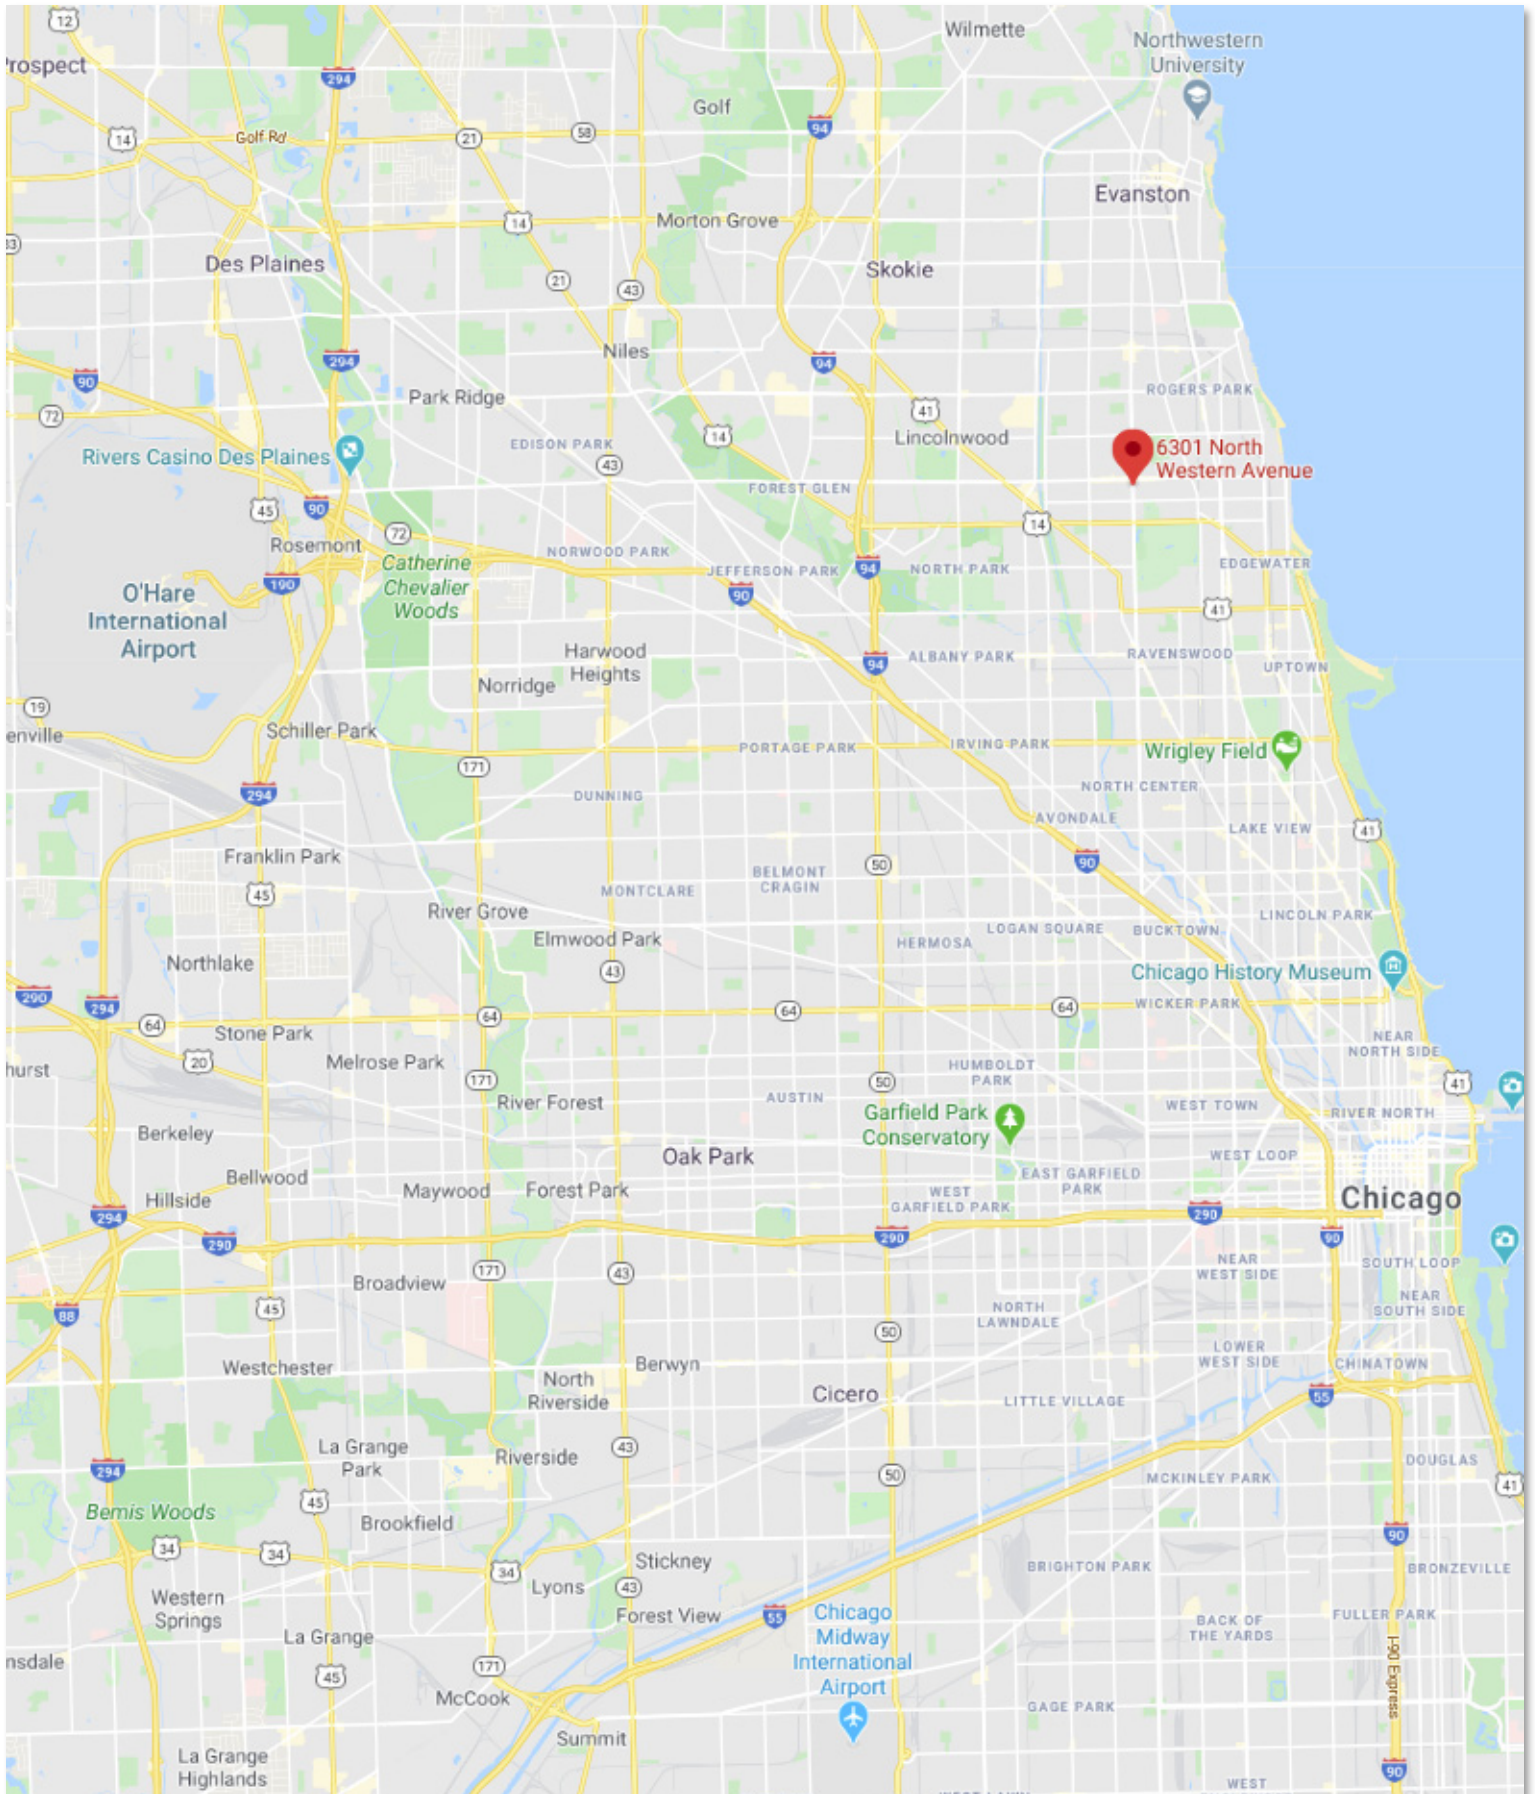 12
Wilmette
Northwestern
University
Prospect
294
Golf
94
14
Golf Rd
21
58
Evanston
14
Morton Grove
Des Plaines
Skokie
21
43
294
Niles
94
90
Park Ridge
ROGERS PARK
72
41
14
Lincolnwood
EDISON PARK
6301 North
Western Avenue
Rivers Casino Des Plaines
43
FOREST GLEN
45
90
14
72
Rosemont
NORWOOD PARK
Catherine
Chevalier
Woods
JEFFERSON PARK
94
NORTH PARK
EDGEWATER
190
90
O'Hare
International
Airport
41
Harwood
Heights
94
ALBANY PARK
RAVENSWOOD
UPTOWN
Norridge
19
enville
Schiller Park
PORTAGE PARK
IRVING PARK
Wrigley Field
171
294
DUNNING
NORTH CENTER
AVONDALE
LAKE VIEW
41
Franklin Park
50
90
45
BELMONT
CRAGIN
MONTCLARE
River Grove
LINCOLN PARK
LOGAN SQUARE
BUCKTOWN
Elmwood Park
HERMOSA
Northlake
43
Chicago History Museum
290
294
64
64
64
WICKER PARK
64
Stone Park
20
NEAR
NORTH SIDE
Melrose Park
HUMBOLDT
PARK
hurst
171
50
41
River Forest
AUSTIN
Garfield Park
Conservatory
WEST TOWN
RIVER NORTH
Berkeley
Oak Park
WEST LOOP
Bellwood
EAST GARFIELD
PARK
Hillside
Maywood
Forest Park
WEST
GARFIELD PARK
Chicago
294
290
290
290
90
171
43
NEAR
WEST SIDE
SOUTH LOOP
Broadview
88
45
NORTH
LAWNDALE
NEAR
SOUTH SIDE
50
LOWER
WEST SIDE
CHINATOWN
Westchester
Berwyn
North
Riverside
Cicero
LITTLE VILLAGE
55
La Grange
Park
43
Riverside
294
50
DOUGLAS
MCKINLEY PARK
41
45
Bemis Woods
Brookfield
90
34
34
34
Stickney
BRIGHTON PARK
BRONZEVILLE
Lyons
43
Western
Springs
Forest View
55
Chicago
Midway
International
Airport
BACK OF
THE YARDS
FULLER PARK
La Grange
nsdale
45
171
I-90 Express
McCook
GAGE PARK
Summit
La Grange
Highlands
90
WEST